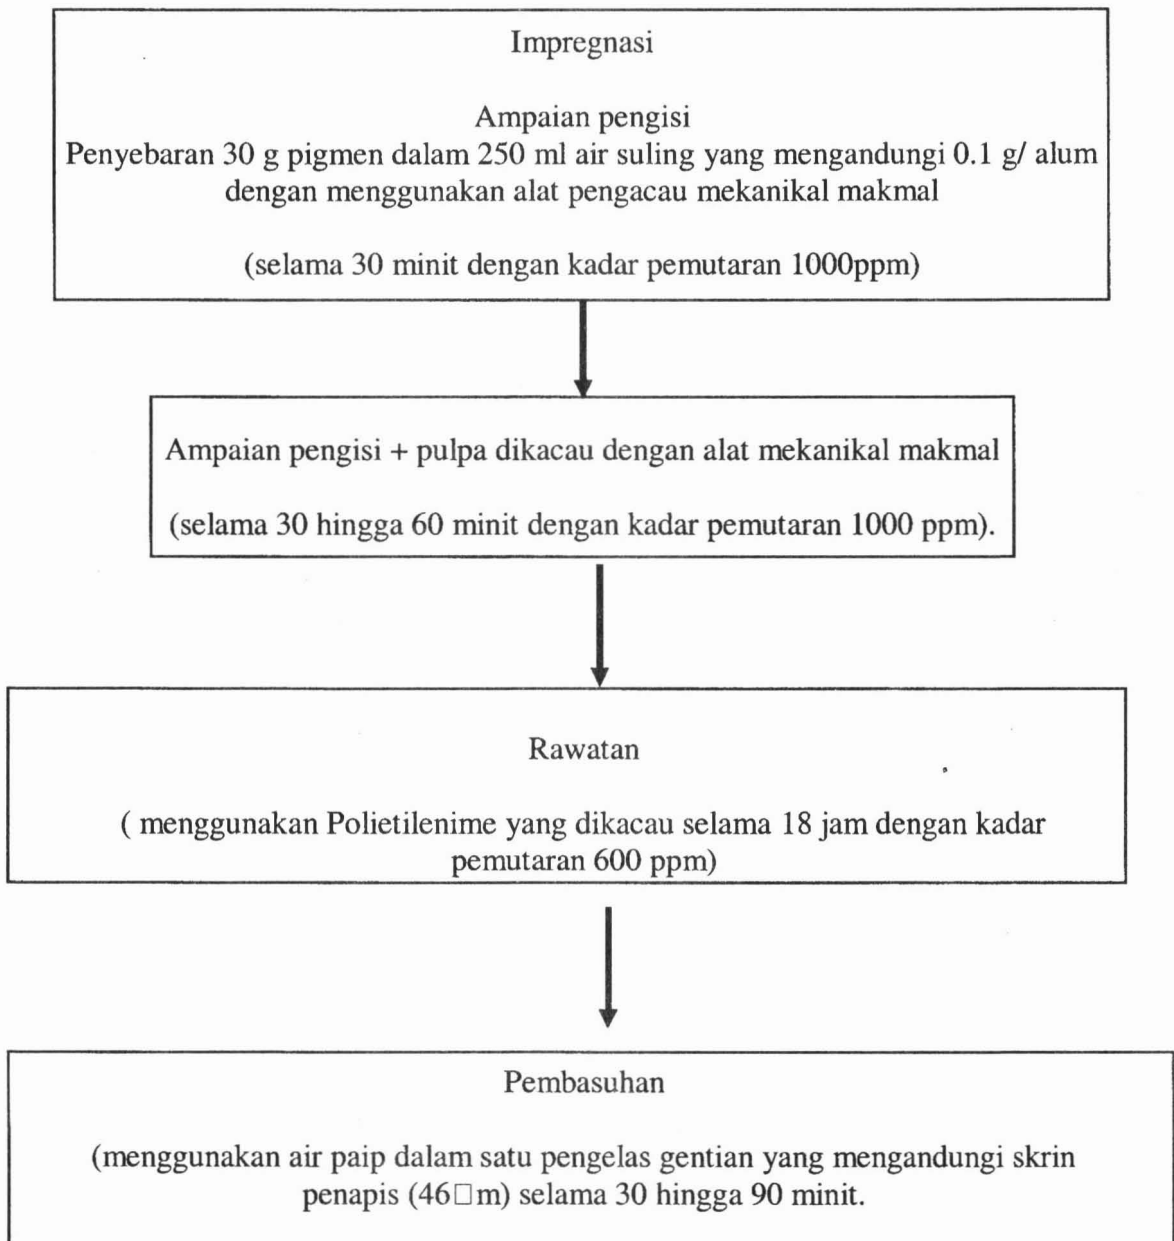 Impregnasi
Ampaian pengisi
Penyebaran 30 g pigmen dalam 250 ml air suling yang mengandungi 0.1 g/ alum
dengan menggunakan alat pengacau mekanikal makmal
(selama 30 minit dengan kadar pemutaran 1000ppm)
Ampaian pengisi + pulpa dikacau dengan alat mekanikal makmal
(selama 30 hingga 60 minit dengan kadar pemutaran 1000 ppm).
Rawatan
( menggunakan Polietilenime yang dikacau selama 18 jam dengan kadar
pemutaran 600 ppm)
Pembasuhan
(menggunakan air paip dalam satu pengelas gentian yang mengandungi skrin
penapis (46□m) selama 30 hingga 90 minit.